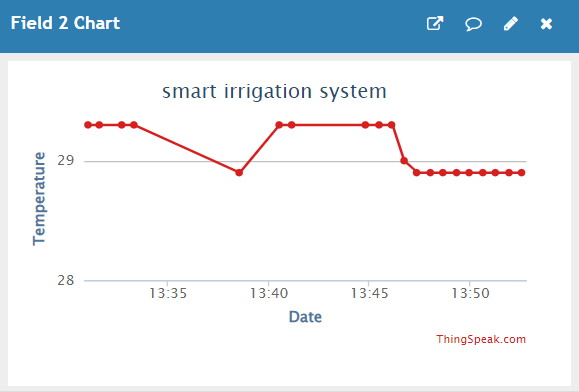 Field 2 Chart
smart irrigation system
Temperature
29
28
13:35 13:40 13:45 13:50
Date
ThingSpeak.com